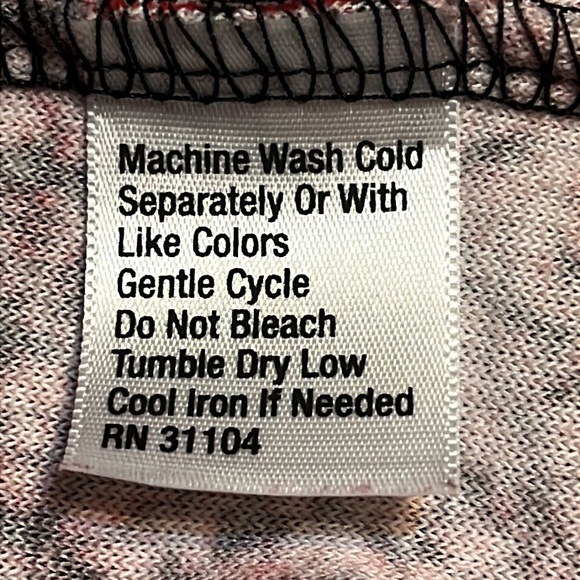 Machine Wash Cold
Separately Or With
Like Colors
Gentle Cycle
Do Not Bleach
Tumble Dry Low
Cool Iron If Needed
RN 31104